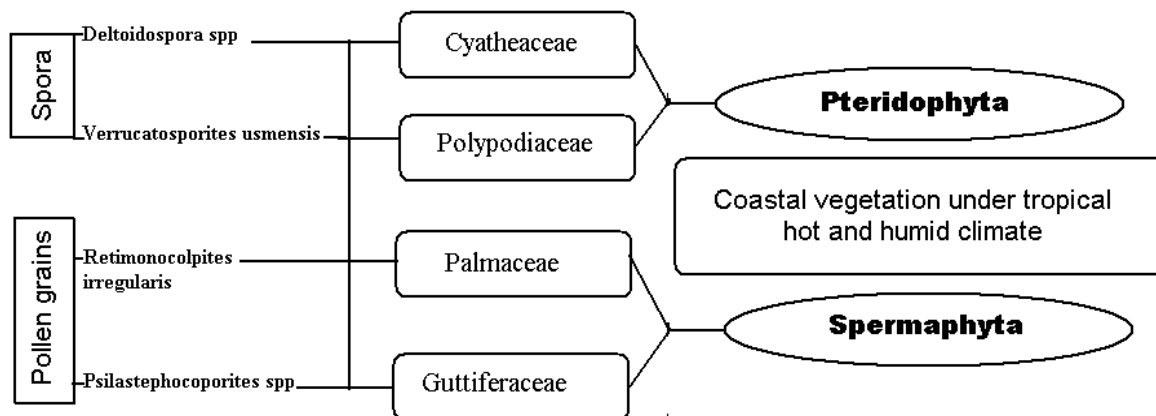 Spora
Deltoidospora spp
Cyatheaceae
Pteridophyta
Verrucatosporites usmensis
Polypodiaceae
Coastal vegetation under tropical
hot and humid climate
Pollen grains
Retimonocolpites
irregularis
Palmaceae
Spermaphyta
Psilastephocoporites spp
Guttiferaceae